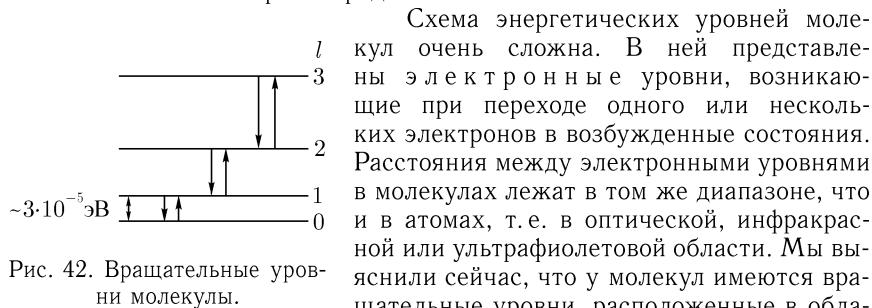 l
3
2
1
0
~3·10⁻⁵эВ
Рис. 42. Вращательные уров-
ни молекулы.
Схема энергетических уровней моле-
кул очень сложна. В ней представле-
ны электронные уровни, возникаю-
щие при переходе одного или несколь-
ких электронов в возбужденные состояния.
Расстояния между электронными уровнями
в молекулах лежат в том же диапазоне, что
и в атомах, т.е. в оптической, инфракрас-
ной или ультрафиолетовой области. Мы вы-
яснили сейчас, что у молекул имеются вра-
щательные уровни, расположенные в обла-